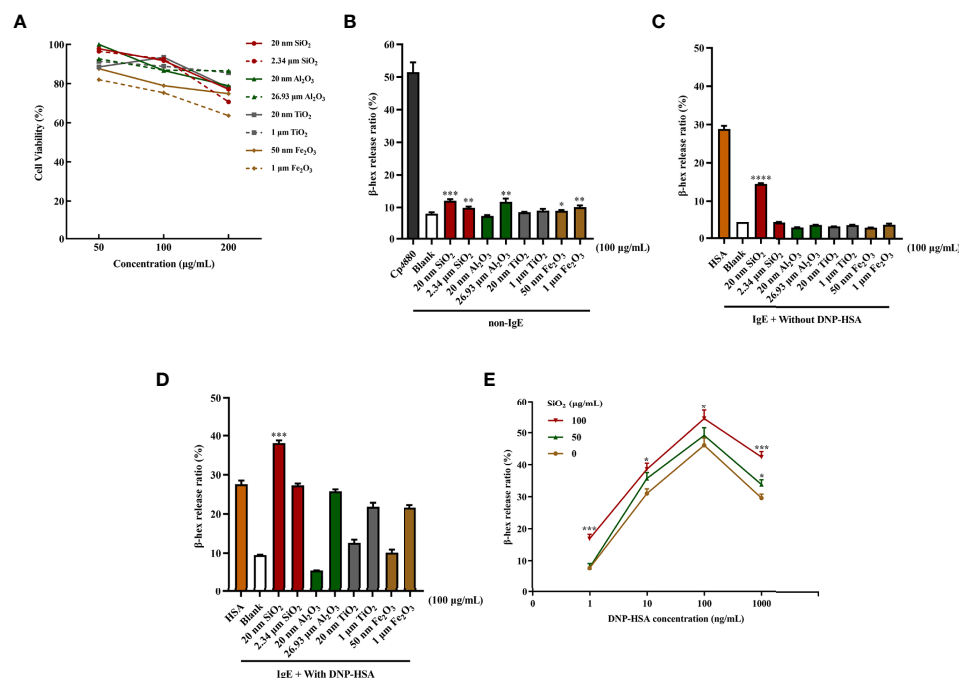 A
Cell Viability (%)
100
80
60
40
20
0
50
100
200
Concentration (μg/mL)
20 nm SiO₂
2.34 μm SiO₂
20 nm Al₂O₃
26.93 μm Al₂O₃
20 nm TiO₂
1 μm TiO₂
50 nm Fe₂O₃
1 μm Fe₂O₃
B
β-hex release ratio (%)
60
50
40
30
20
10
0
***
**
**
*
**
Cp4880
Blank
20 nm SiO₂
2.34 μm SiO₂
20 nm Al₂O₃
26.93 μm Al₂O₃
20 nm TiO₂
1 μm TiO₂
50 nm Fe₂O₃
1 μm Fe₂O₃
(100 μg/mL)
non-IgE
C
β-hex release ratio (%)
50
40
30
20
10
0
****
HSA
Blank
20 nm SiO₂
2.34 μm SiO₂
20 nm Al₂O₃
26.93 μm Al₂O₃
20 nm TiO₂
1 μm TiO₂
50 nm Fe₂O₃
1 μm Fe₂O₃
(100 μg/mL)
IgE + Without DNP-HSA
D
β-hex release ratio (%)
50
40
30
20
10
0
***
HSA
Blank
20 nm SiO₂
2.34 μm SiO₂
20 nm Al₂O₃
26.93 μm Al₂O₃
20 nm TiO₂
1 μm TiO₂
50 nm Fe₂O₃
1 μm Fe₂O₃
(100 μg/mL)
IgE + With DNP-HSA
E
β-hex release ratio (%)
60
50
40
30
20
10
0
SiO₂ (μg/mL)
100
50
0
***
*
*
***
*
0
1
10
100
1000
DNP-HSA concentration (ng/mL)